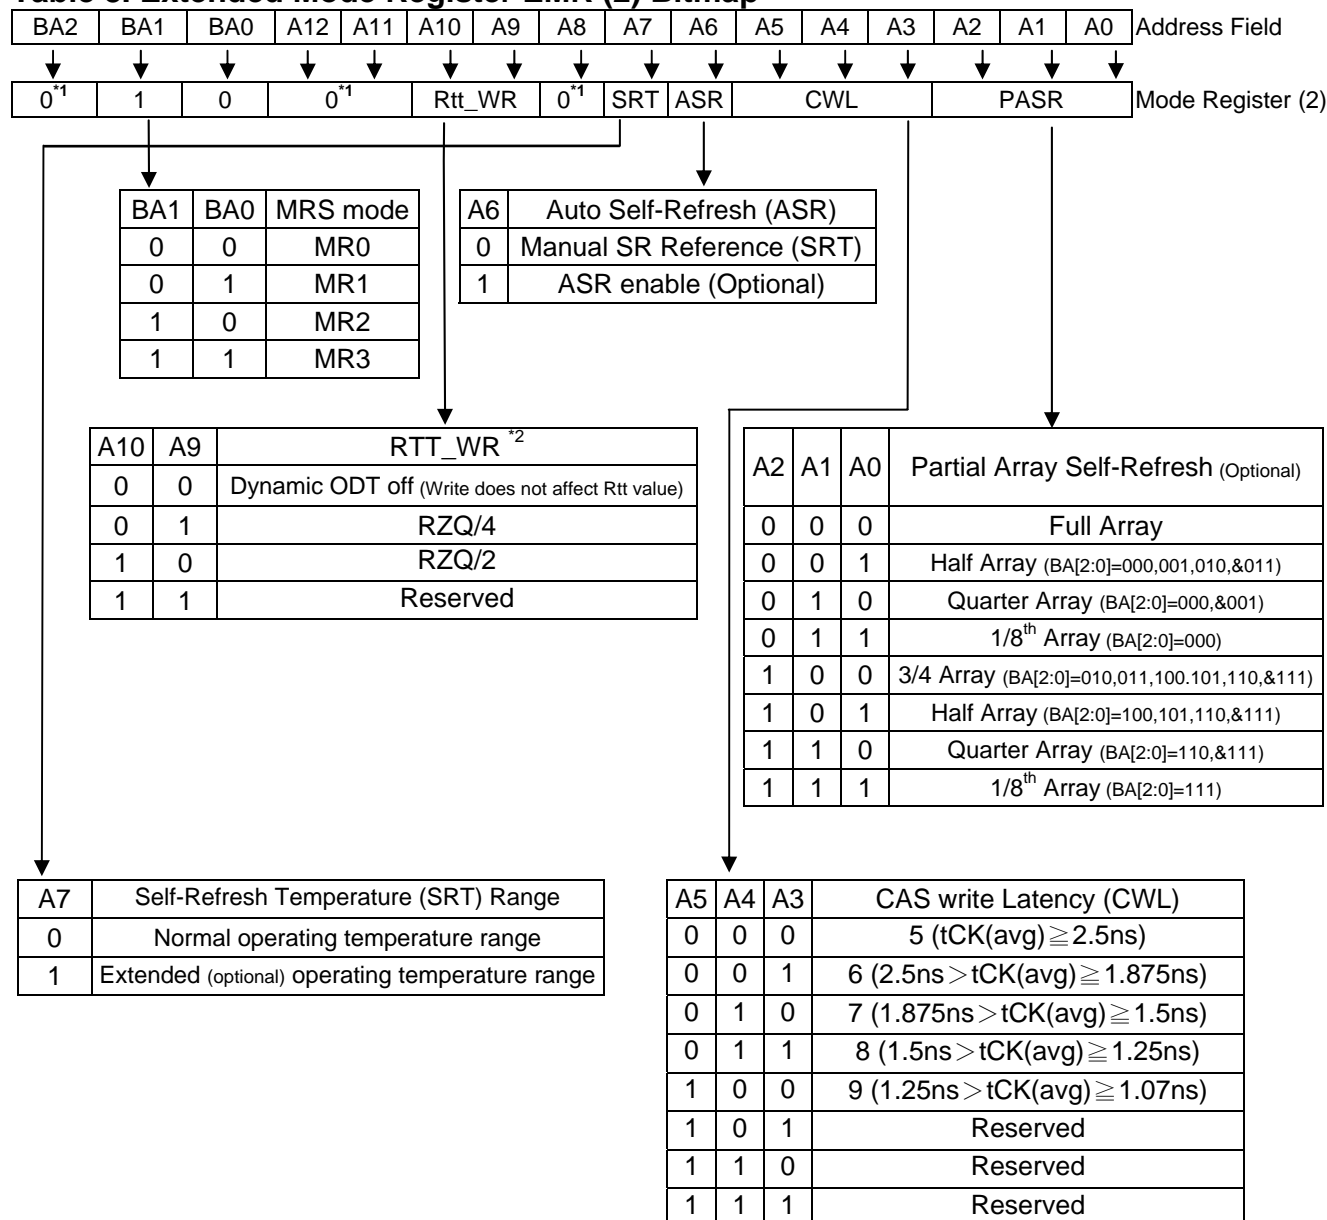 Table 8. Extended Mode Register EMR (2) Bitmap
BA2 BA1 BA0 A12 A11 A10 A9 A8 A7 A6 A5 A4 A3 A2 A1 A0 Address Field
0*1 1 0 0*1 Rtt_WR 0*1 SRT ASR CWL PASR Mode Register (2)
BA1 BA0 MRS mode
0 0 MR0
0 1 MR1
1 0 MR2
1 1 MR3
A6 Auto Self-Refresh (ASR)
0 Manual SR Reference (SRT)
1 ASR enable (Optional)
A10 A9 RTT_WR *2
0 0 Dynamic ODT off (Write does not affect Rtt value)
0 1 RZQ/4
1 0 RZQ/2
1 1 Reserved
A2 A1 A0 Partial Array Self-Refresh (Optional)
0 0 0 Full Array
0 0 1 Half Array (BA[2:0]=000,001,010,&011)
0 1 0 Quarter Array (BA[2:0]=000,&001)
0 1 1 1/8th Array (BA[2:0]=000)
1 0 0 3/4 Array (BA[2:0]=010,011,100.101,110,&111)
1 0 1 Half Array (BA[2:0]=100,101,110,&111)
1 1 0 Quarter Array (BA[2:0]=110,&111)
1 1 1 1/8th Array (BA[2:0]=111)
A7 Self-Refresh Temperature (SRT) Range
0 Normal operating temperature range
1 Extended (optional) operating temperature range
A5 A4 A3 CAS write Latency (CWL)
0 0 0 5 (tCK(avg)≧2.5ns)
0 0 1 6 (2.5ns>tCK(avg)≧1.875ns)
0 1 0 7 (1.875ns>tCK(avg)≧1.5ns)
0 1 1 8 (1.5ns>tCK(avg)≧1.25ns)
1 0 0 9 (1.25ns>tCK(avg)≧1.07ns)
1 0 1 Reserved
1 1 0 Reserved
1 1 1 Reserved